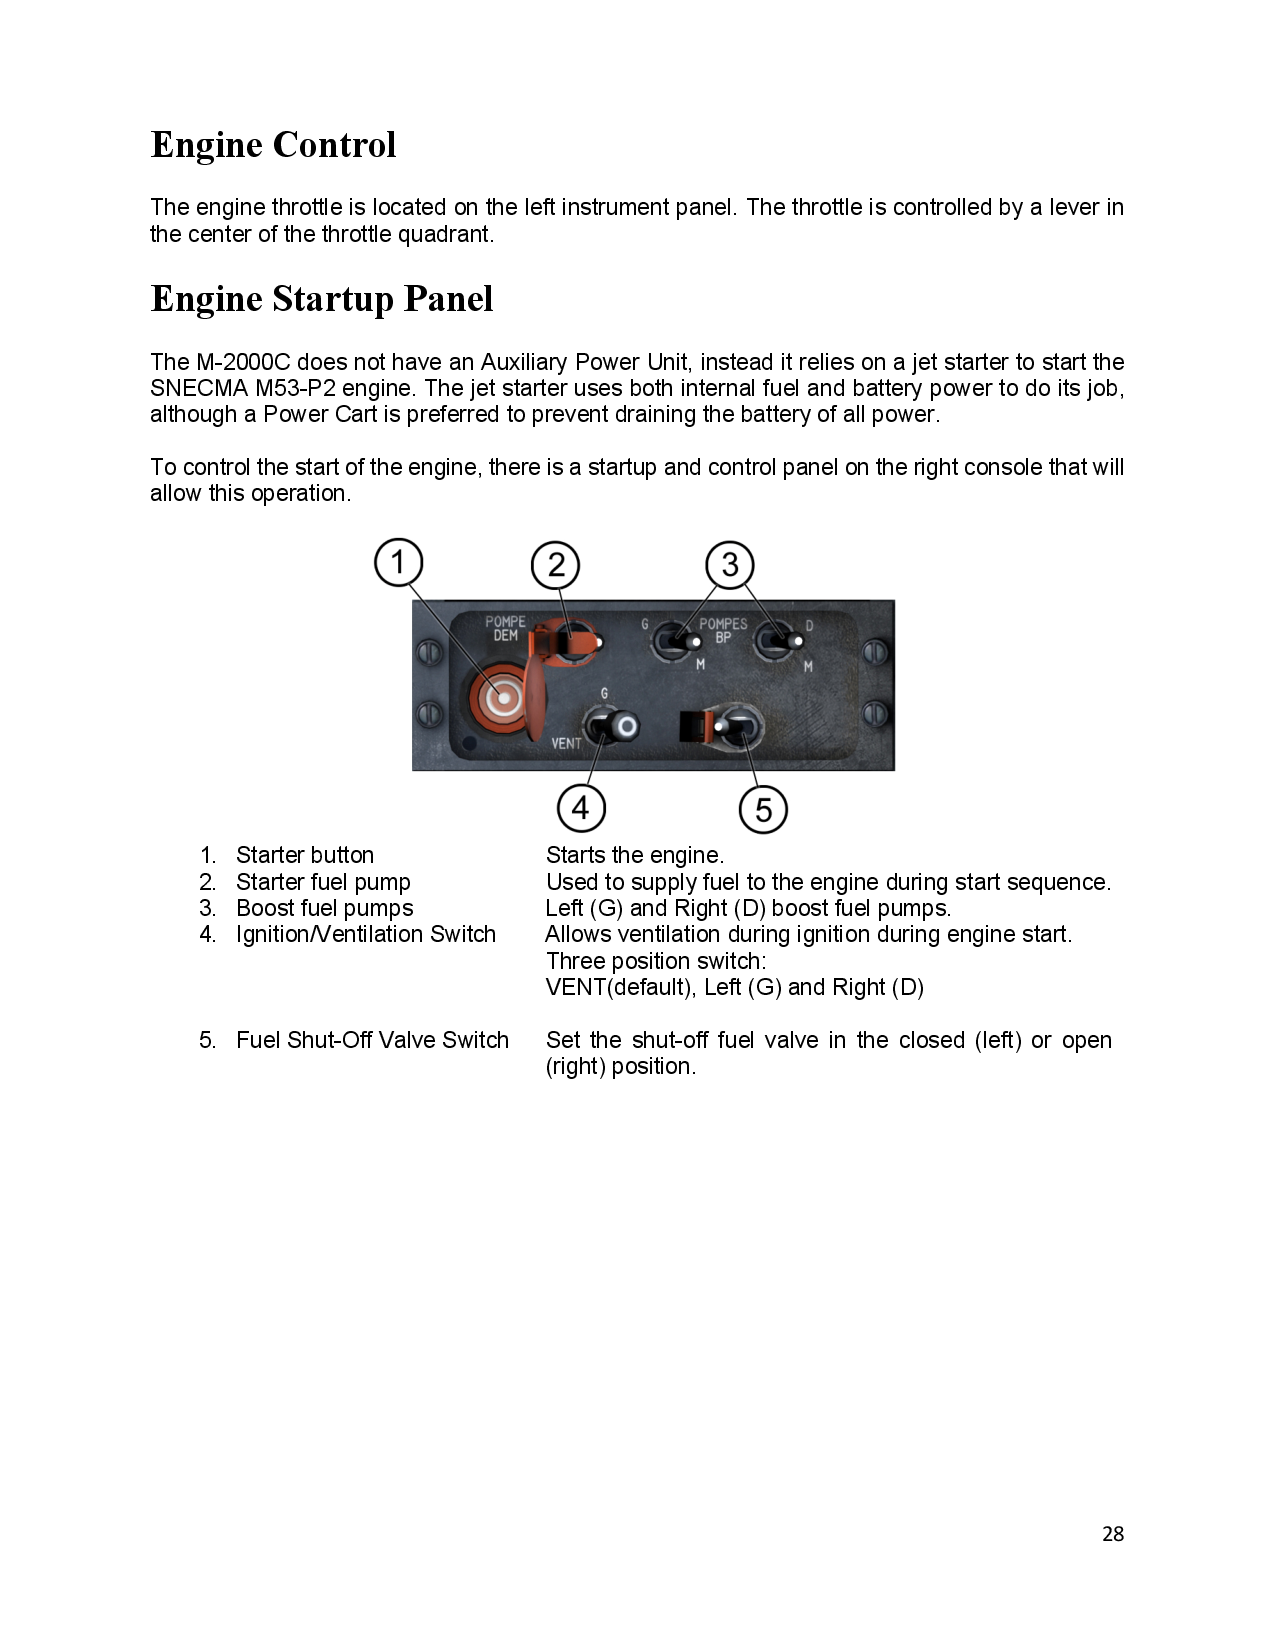 Engine Control
The engine throttle is located on the left instrument panel. The throttle is controlled by a lever in
the center of the throttle quadrant.
Engine Startup Panel
The M-2000C does not have an Auxiliary Power Unit, instead it relies on a jet starter to start the
SNECMA M53-P2 engine. The jet starter uses both internal fuel and battery power to do its job,
although a Power Cart is preferred to prevent draining the battery of all power.
To control the start of the engine, there is a startup and control panel on the right console that will
allow this operation.
1 2 3
POMPE G POMPES D
DEM BP
M M
G
VENT
4 5
1. Starter button Starts the engine.
2. Starter fuel pump Used to supply fuel to the engine during start sequence.
3. Boost fuel pumps Left (G) and Right (D) boost fuel pumps.
4. Ignition/Ventilation Switch Allows ventilation during ignition during engine start.
Three position switch:
VENT(default), Left (G) and Right (D)
5. Fuel Shut-Off Valve Switch Set the shut-off fuel valve in the closed (left) or open
(right) position.
28